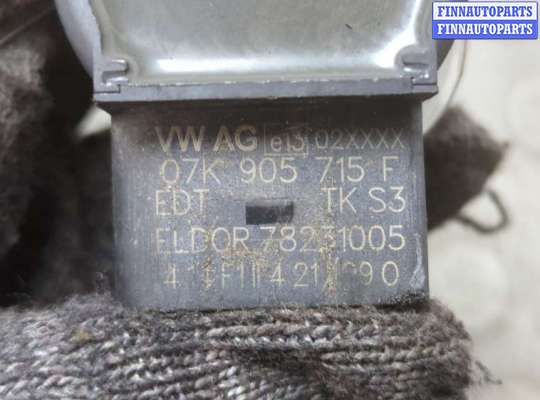 FINNAUTOPARTS
FINNAUTOPARTS
VW AG e13 02XXXX
07K 905 715 F
EDT TK S3
ELDOR 78231005